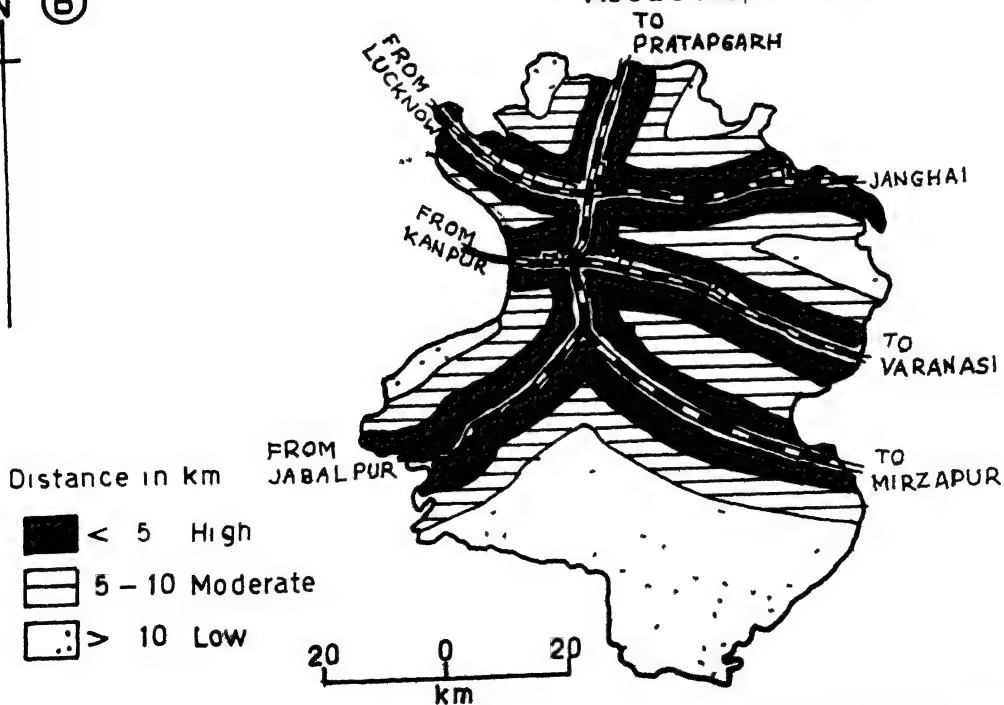 N
B
TO
PRATAPGARH
FROM
LUCKNOW
JANGHAI
FROM
KANPUR
TO
VARANASI
FROM
JABALPUR
TO
MIRZAPUR
Distance in km
< 5 High
5 – 10 Moderate
> 10 Low
20 0 20
km